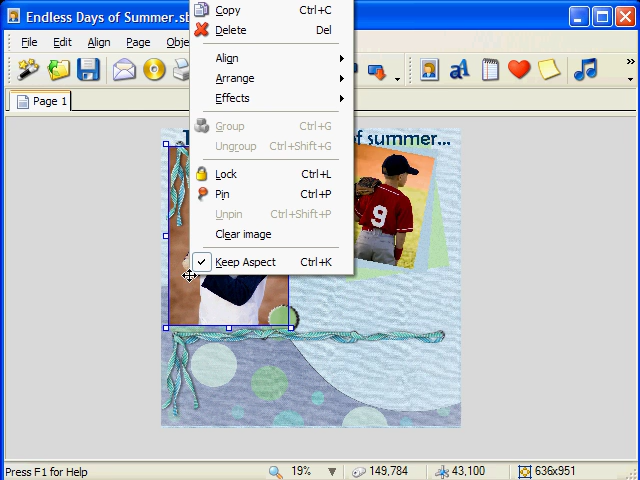 Endless Days of Summer.sb
File Edit Align Page Obje
Copy Ctrl+C
Delete Del
Align
Arrange
Effects
Group Ctrl+G
Ungroup Ctrl+Shift+G
Lock Ctrl+L
Pin Ctrl+P
Unpin Ctrl+Shift+P
Clear image
Keep Aspect Ctrl+K
Page 1
of summer...
9
Press F1 for Help 19% 149,784 43,100 636x951